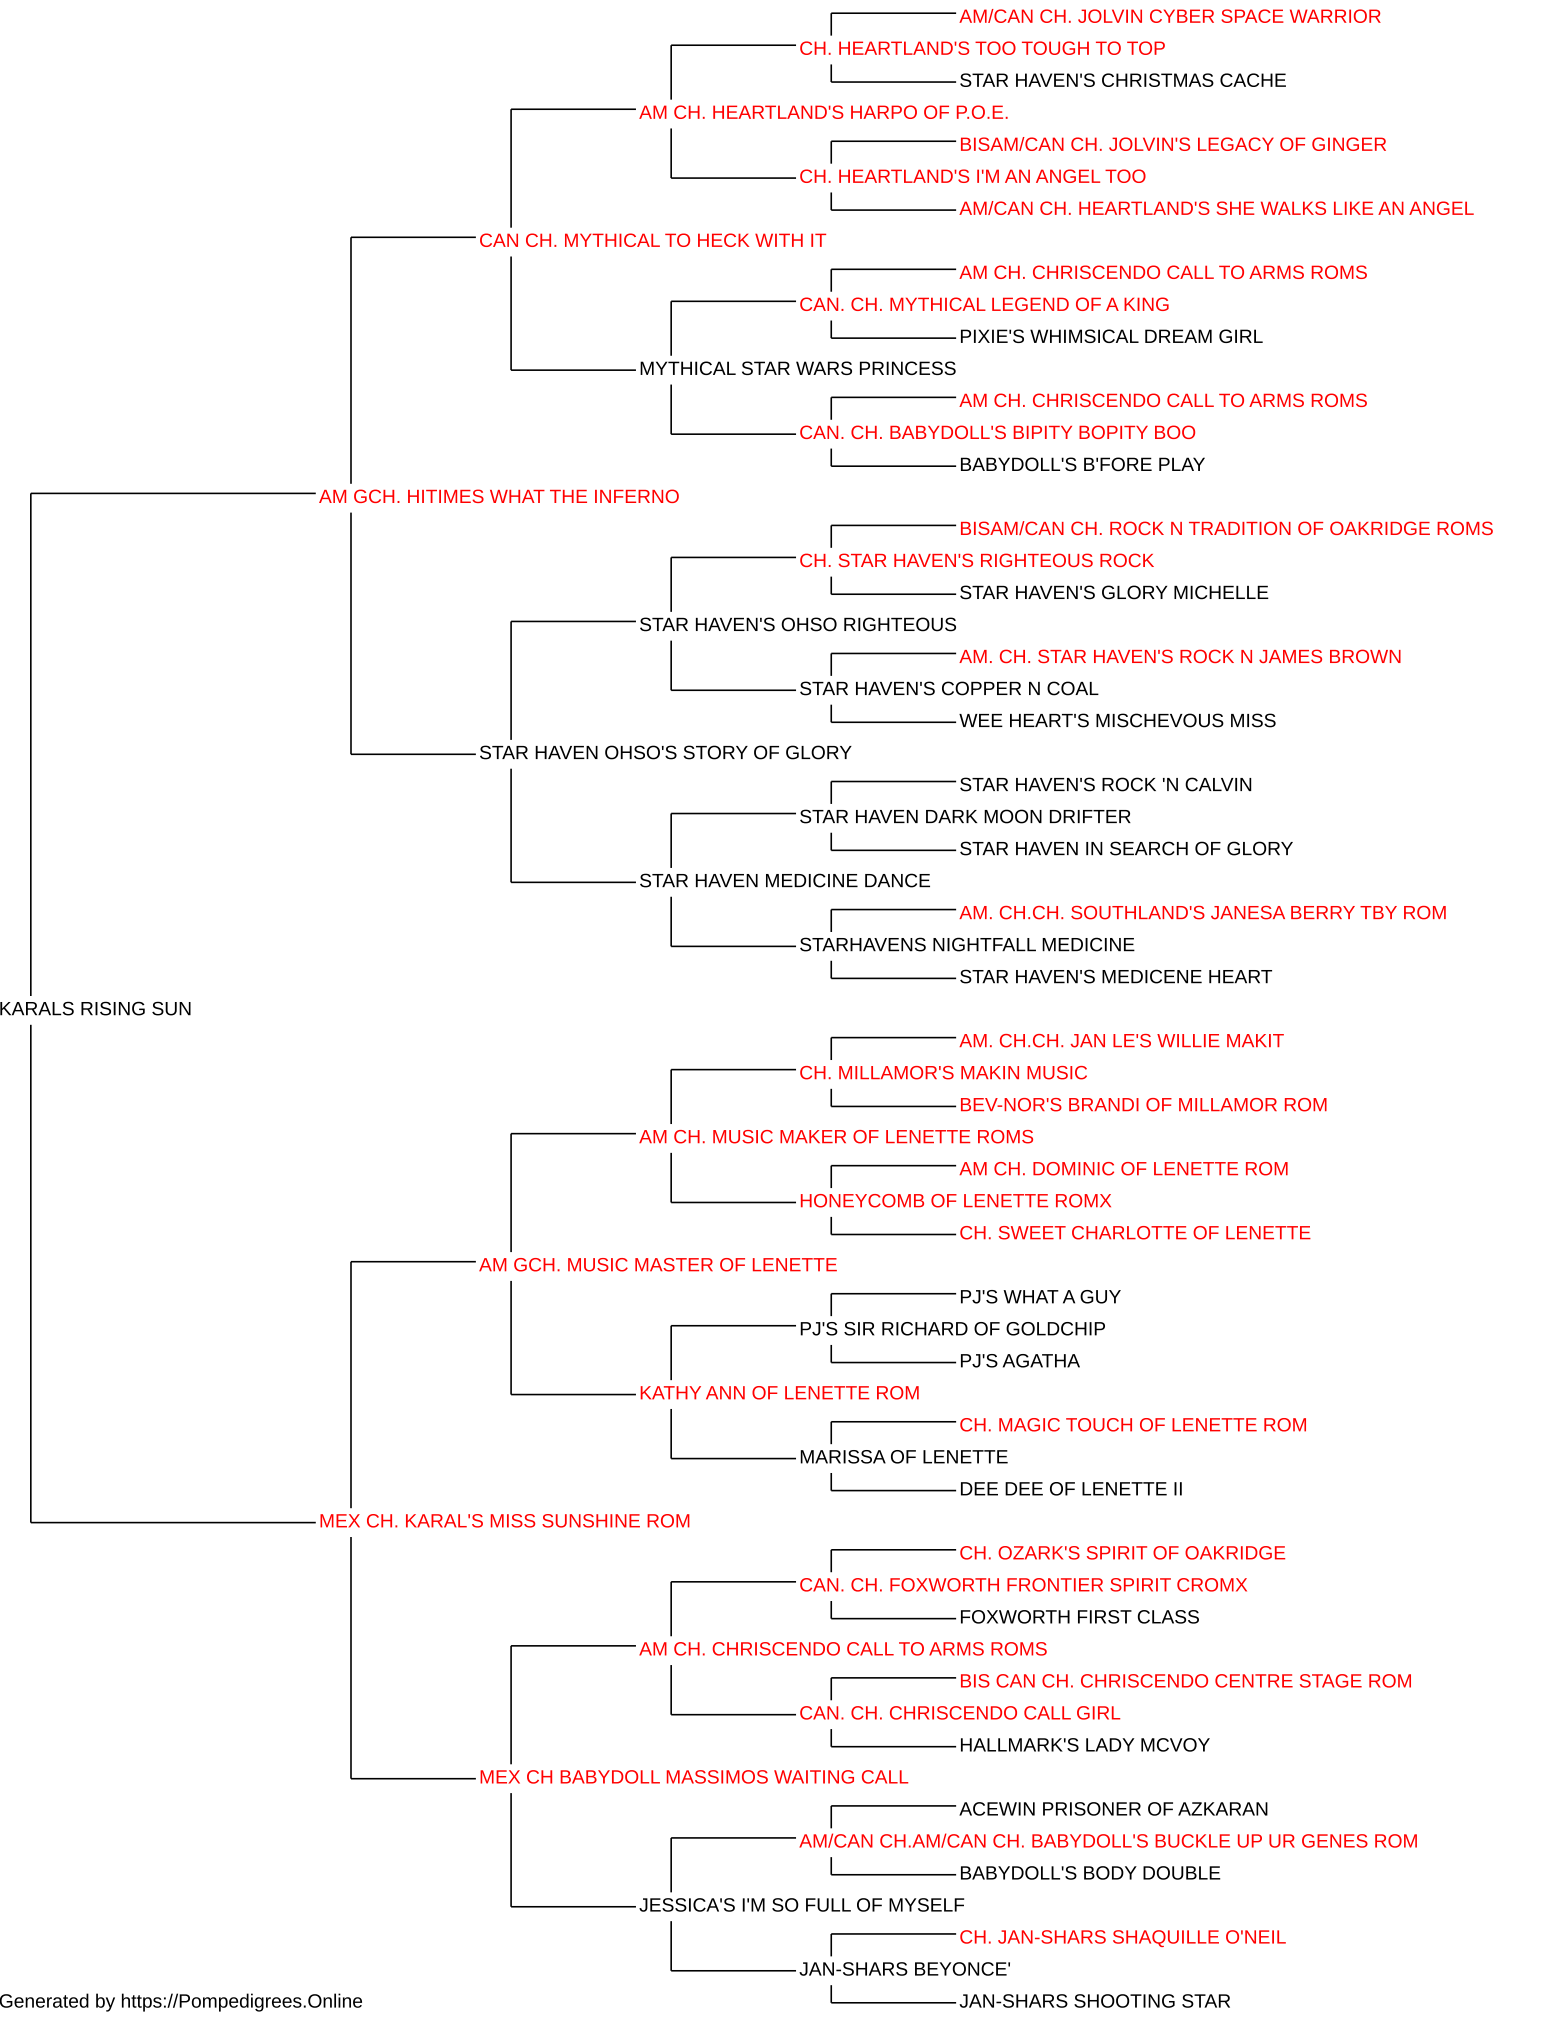 AM/CAN CH. JOLVIN CYBER SPACE WARRIOR
CH. HEARTLAND'S TOO TOUGH TO TOP
STAR HAVEN'S CHRISTMAS CACHE
AM CH. HEARTLAND'S HARPO OF P.O.E.
BISAM/CAN CH. JOLVIN'S LEGACY OF GINGER
CH. HEARTLAND'S I'M AN ANGEL TOO
AM/CAN CH. HEARTLAND'S SHE WALKS LIKE AN ANGEL
CAN CH. MYTHICAL TO HECK WITH IT
AM CH. CHRISCENDO CALL TO ARMS ROMS
CAN. CH. MYTHICAL LEGEND OF A KING
PIXIE'S WHIMSICAL DREAM GIRL
MYTHICAL STAR WARS PRINCESS
AM CH. CHRISCENDO CALL TO ARMS ROMS
CAN. CH. BABYDOLL'S BIPITY BOPITY BOO
BABYDOLL'S B'FORE PLAY
AM GCH. HITIMES WHAT THE INFERNO
BISAM/CAN CH. ROCK N TRADITION OF OAKRIDGE ROMS
CH. STAR HAVEN'S RIGHTEOUS ROCK
STAR HAVEN'S GLORY MICHELLE
STAR HAVEN'S OHSO RIGHTEOUS
AM. CH. STAR HAVEN'S ROCK N JAMES BROWN
STAR HAVEN'S COPPER N COAL
WEE HEART'S MISCHEVOUS MISS
STAR HAVEN OHSO'S STORY OF GLORY
STAR HAVEN'S ROCK 'N CALVIN
STAR HAVEN DARK MOON DRIFTER
STAR HAVEN IN SEARCH OF GLORY
STAR HAVEN MEDICINE DANCE
AM. CH.CH. SOUTHLAND'S JANESA BERRY TBY ROM
STARHAVENS NIGHTFALL MEDICINE
STAR HAVEN'S MEDICENE HEART
KARALS RISING SUN
AM. CH.CH. JAN LE'S WILLIE MAKIT
CH. MILLAMOR'S MAKIN MUSIC
BEV-NOR'S BRANDI OF MILLAMOR ROM
AM CH. MUSIC MAKER OF LENETTE ROMS
AM CH. DOMINIC OF LENETTE ROM
HONEYCOMB OF LENETTE ROMX
CH. SWEET CHARLOTTE OF LENETTE
AM GCH. MUSIC MASTER OF LENETTE
PJ'S WHAT A GUY
PJ'S SIR RICHARD OF GOLDCHIP
PJ'S AGATHA
KATHY ANN OF LENETTE ROM
CH. MAGIC TOUCH OF LENETTE ROM
MARISSA OF LENETTE
DEE DEE OF LENETTE II
MEX CH. KARAL'S MISS SUNSHINE ROM
CH. OZARK'S SPIRIT OF OAKRIDGE
CAN. CH. FOXWORTH FRONTIER SPIRIT CROMX
FOXWORTH FIRST CLASS
AM CH. CHRISCENDO CALL TO ARMS ROMS
BIS CAN CH. CHRISCENDO CENTRE STAGE ROM
CAN. CH. CHRISCENDO CALL GIRL
HALLMARK'S LADY MCVOY
MEX CH BABYDOLL MASSIMOS WAITING CALL
ACEWIN PRISONER OF AZKARAN
AM/CAN CH.AM/CAN CH. BABYDOLL'S BUCKLE UP UR GENES ROM
BABYDOLL'S BODY DOUBLE
JESSICA'S I'M SO FULL OF MYSELF
CH. JAN-SHARS SHAQUILLE O'NEIL
JAN-SHARS BEYONCE'
JAN-SHARS SHOOTING STAR
Generated by https://Pompedigrees.Online